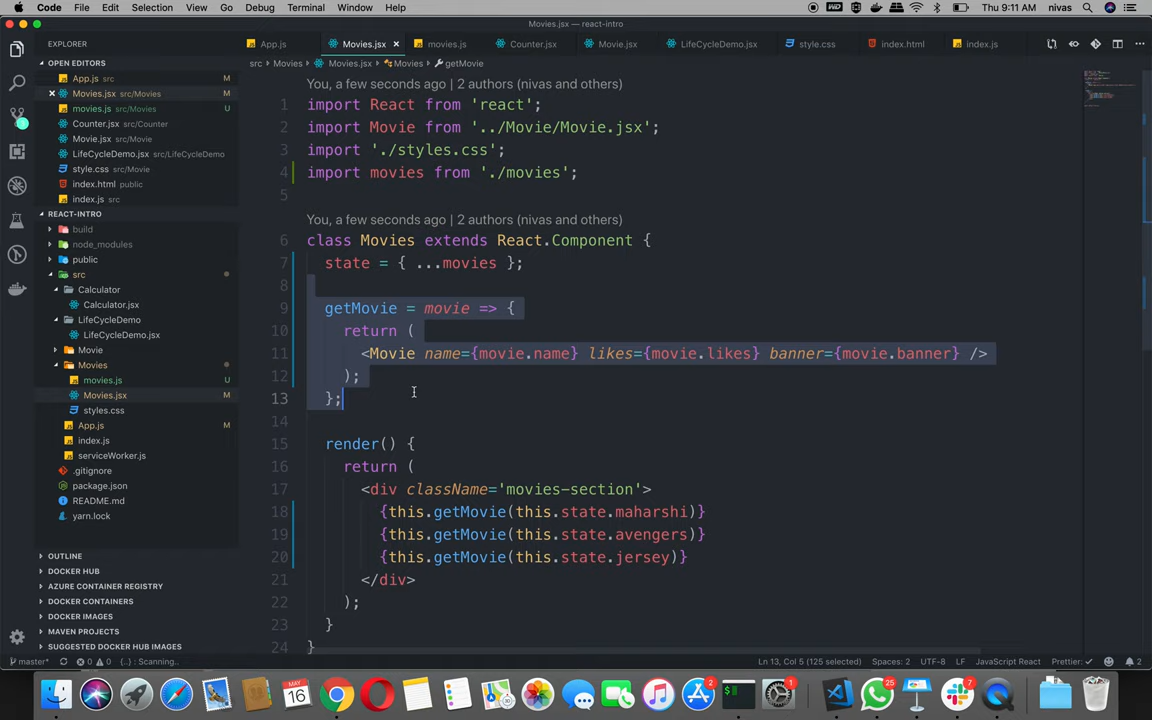 Code File Edit Selection View Go Debug Terminal Window Help
Thu 9:11 AM nivas
Movies.jsx — react-intro
EXPLORER
App.js
Movies.jsx
movies.js
Counter.jsx
Movie.jsx
LifeCycleDemo.jsx
style.css
index.html
index.js
src > Movies > Movies.jsx > Movies > getMovie
OPEN EDITORS
App.js src M
Movies.jsx src/Movies M
movies.js src/Movies U
Counter.jsx src/Counter
Movie.jsx src/Movie
LifeCycleDemo.jsx src/LifeCycleDemo
style.css src/Movie
index.html public
index.js src
REACT-INTRO
build
node_modules
public
src
Calculator
Calculator.jsx
LifeCycleDemo
LifeCycleDemo.jsx
Movie
Movies
movies.js U
Movies.jsx M
styles.css
App.js M
index.js
serviceWorker.js
.gitignore
package.json
README.md
yarn.lock
OUTLINE
DOCKER HUB
AZURE CONTAINER REGISTRY
DOCKER CONTAINERS
DOCKER IMAGES
MAVEN PROJECTS
SUGGESTED DOCKER HUB IMAGES
You, a few seconds ago | 2 authors (nivas and others)
1 import React from 'react';
2 import Movie from '../Movie/Movie.jsx';
3 import './styles.css';
4 import movies from './movies';
5
You, a few seconds ago | 2 authors (nivas and others)
6 class Movies extends React.Component {
7 state = { ...movies };
8
9 getMovie = movie => {
10 return (
11 <Movie name={movie.name} likes={movie.likes} banner={movie.banner} />
12 );
13 };
14
15 render() {
16 return (
17 <div className='movies-section'>
18 {this.getMovie(this.state.maharshi)}
19 {this.getMovie(this.state.avengers)}
20 {this.getMovie(this.state.jersey)}
21 </div>
22 );
23 }
24 }
master* 0 0 {..} : Scanning..
Ln 13, Col 5 (125 selected) Spaces: 2 UTF-8 LF JavaScript React Prettier: ✓ 2
MAY
16
2
1
25
7